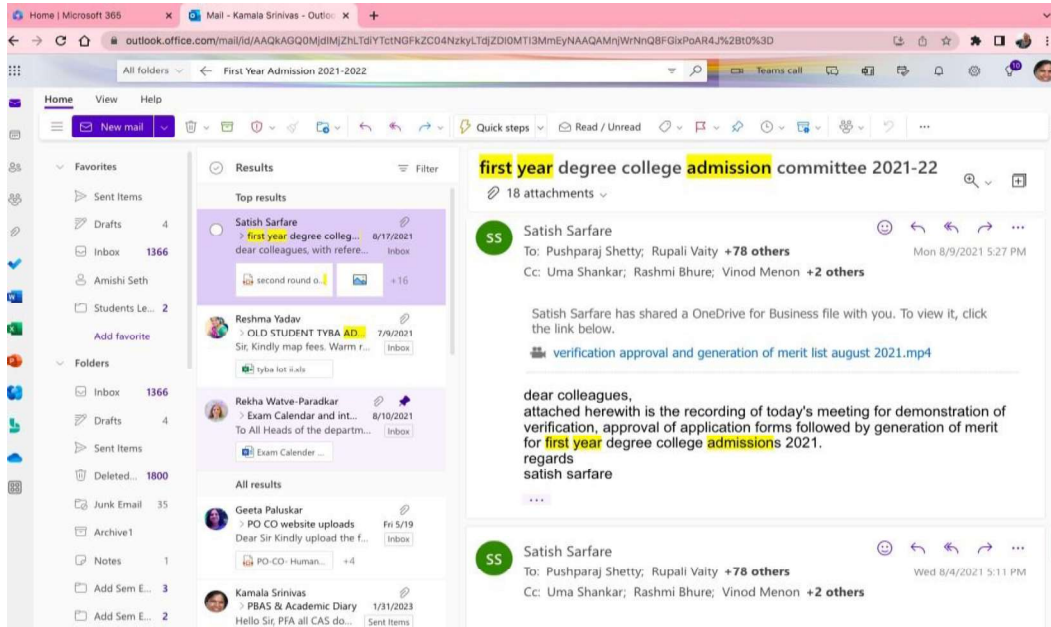 Home | Microsoft 365
Mail - Kamala Srinivas - Outloo
outlook.office.com/mail/id/
All folders
First Year Admission 2021-2022
Teams call
10
Home View Help
New mail
Quick steps
Read / Unread
Favorites
Sent Items
Drafts 4
Inbox 1366
Amishi Seth
Students Le... 2
Add favorite
Folders
Inbox 1366
Drafts 4
Sent Items
Deleted... 1800
Junk Email 35
Archive1
Notes 1
Add Sem E... 3
Add Sem E... 2
Results
Filter
Top results
Satish Sarfare
first year degree colleg... 8/17/2021
dear colleagues, with refere... Inbox
second round o...
+16
Reshma Yadav
OLD STUDENT TYBA AD... 7/9/2021
Sir, Kindly map fees. Warm r... Inbox
tyba lot ii.xls
Rekha Watve-Paradkar
Exam Calendar and int... 8/10/2021
To All Heads of the departm... Inbox
Exam Calender ...
All results
Geeta Paluskar
PO CO website uploads Fri 5/19
Dear Sir Kindly upload the f... Inbox
PO-CO- Human... +4
Kamala Srinivas
PBAS & Academic Diary 1/31/2023
Hello Sir, PFA all CAS do... Sent Items
first year degree college admission committee 2021-22
18 attachments
SS
Satish Sarfare
To: Pushparaj Shetty; Rupali Vaity +78 others
Mon 8/9/2021 5:27 PM
Cc: Uma Shankar; Rashmi Bhure; Vinod Menon +2 others
Satish Sarfare has shared a OneDrive for Business file with you. To view it, click
the link below.
verification approval and generation of merit list august 2021.mp4
dear colleagues,
attached herewith is the recording of today's meeting for demonstration of
verification, approval of application forms followed by generation of merit
for first year degree college admissions 2021.
regards
satish sarfare
...
SS
Satish Sarfare
To: Pushparaj Shetty; Rupali Vaity +78 others
Wed 8/4/2021 5:11 PM
Cc: Uma Shankar; Rashmi Bhure; Vinod Menon +2 others